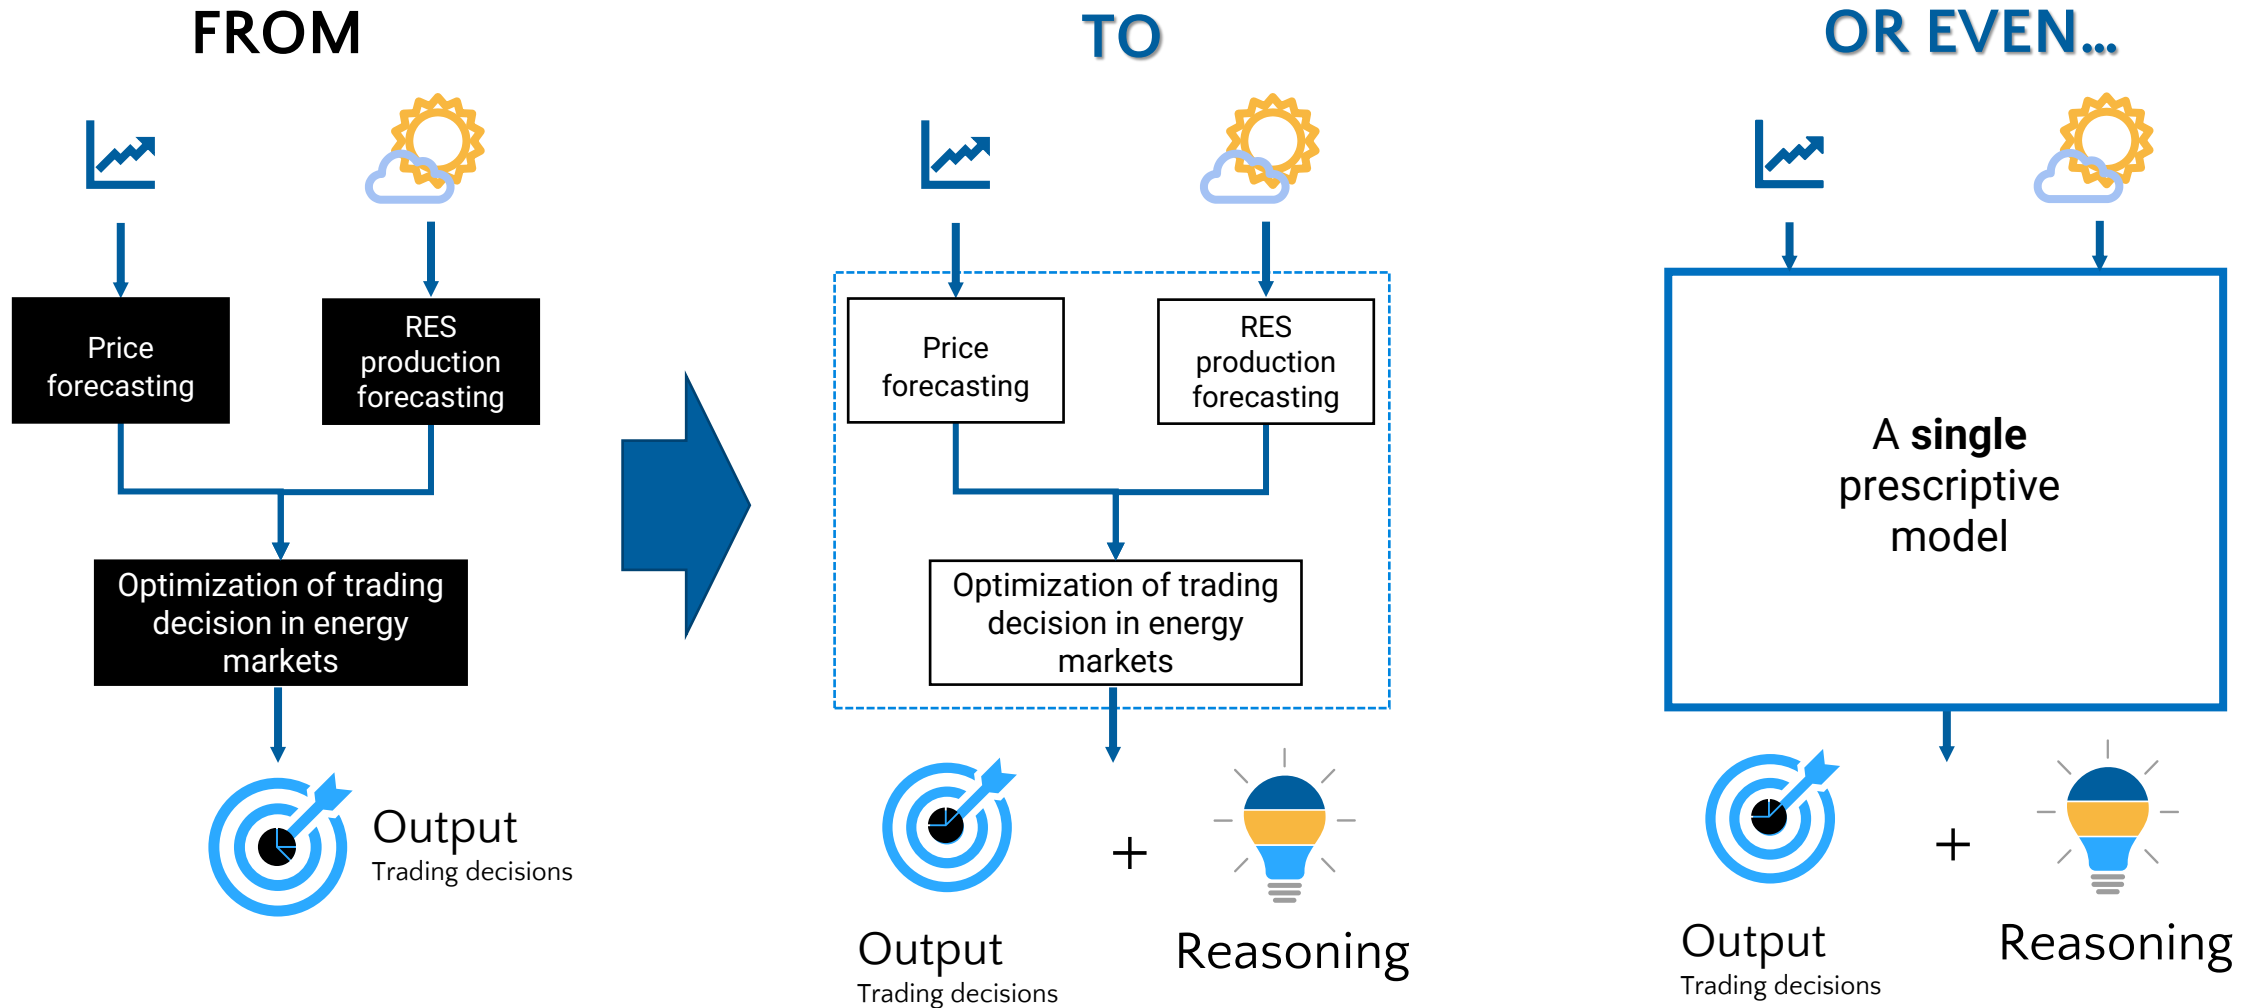 FROM
TO
OR EVEN...
Price
forecasting
RES
production
forecasting
Optimization of trading
decision in energy
markets
Output
Trading decisions
Price
forecasting
RES
production
forecasting
Optimization of trading
decision in energy
markets
+
Output
Trading decisions
Reasoning
A single
prescriptive
model
+
Output
Trading decisions
Reasoning